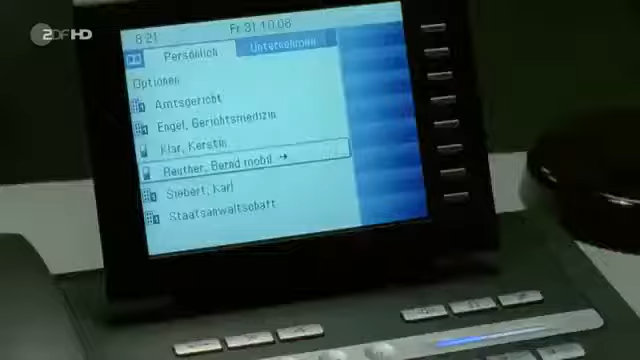 ZDF HD
8:21 Fr 31.10.08
Persönlich Unternehmen
Optionen
Amtsgericht
Engel, Gerichtsmedizin
Klar, Kerstin
Reuther, Bernd mobil →
Siebert, Karl
Staatsanwaltschaft